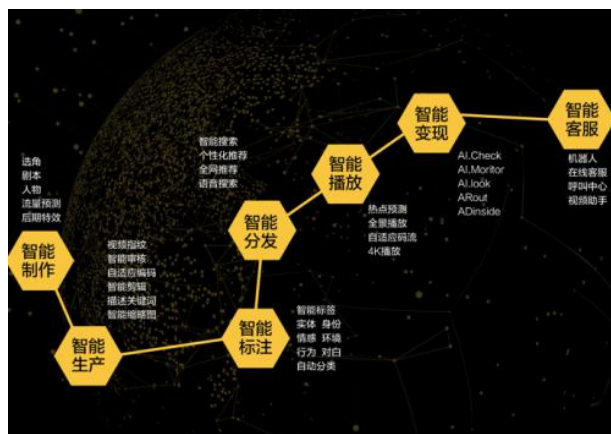 选角
剧本
人物
流量预测
后期特效
智能
制作
视频指纹
智能审核
自适应编码
智能剪辑
描述关键词
智能缩略图
智能
生产
智能标签
实体 身份
情感 环境
行为 对白
自动分类
智能
标注
智能搜索
个性化推荐
全网推荐
语音搜索
智能
分发
智能
播放
热点预测
全景播放
自适应码流
4K播放
智能
变现
AI.Check
AI.Moritor
AI.look
ARout
ADinside
智能
客服
机器人
在线客服
呼叫中心
视频助手